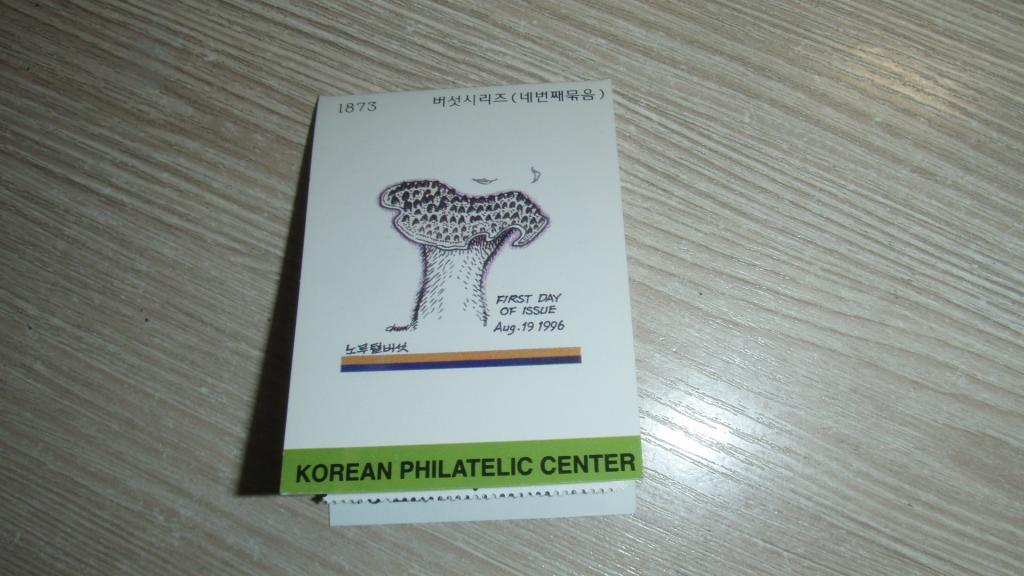 1873
버섯시리즈(네번째묶음)
FIRST DAY
OF ISSUE
Aug.19 1996
노루털버섯
KOREAN PHILATELIC CENTER